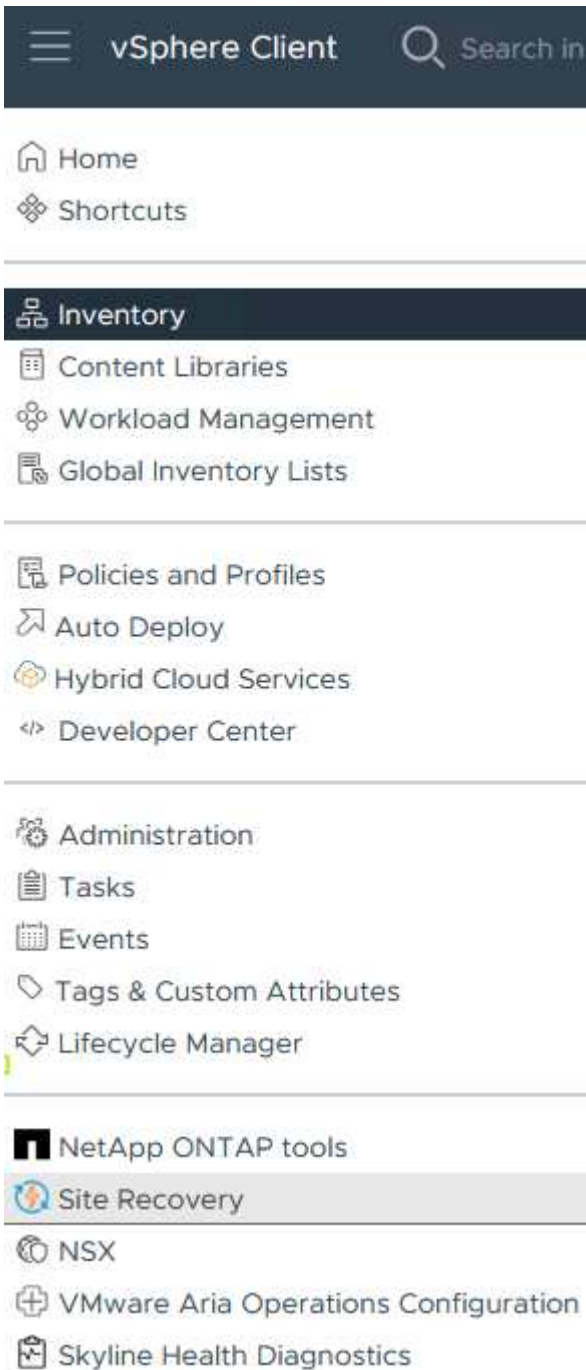 vSphere Client
Search in
Home
Shortcuts
Inventory
Content Libraries
Workload Management
Global Inventory Lists
Policies and Profiles
Auto Deploy
Hybrid Cloud Services
Developer Center
Administration
Tasks
Events
Tags & Custom Attributes
Lifecycle Manager
NetApp ONTAP tools
Site Recovery
NSX
VMware Aria Operations Configuration
Skyline Health Diagnostics